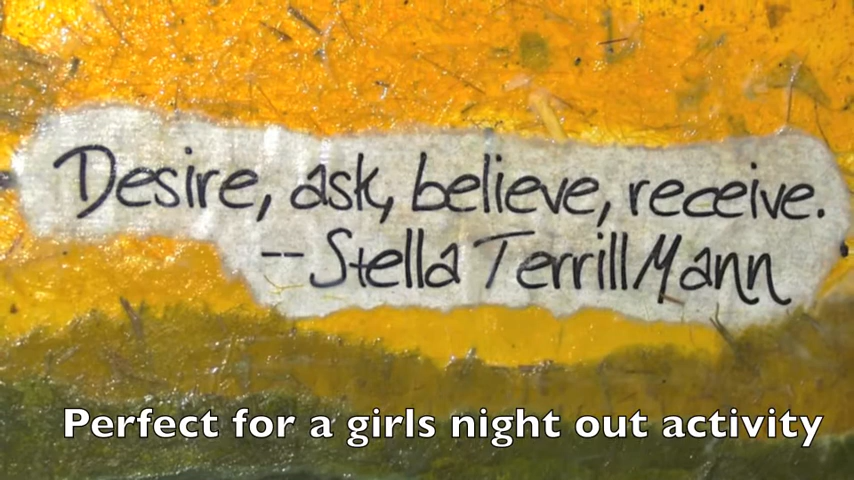 Desire, ask, believe, receive.
-- Stella Terrill Mann
Perfect for a girls night out activity